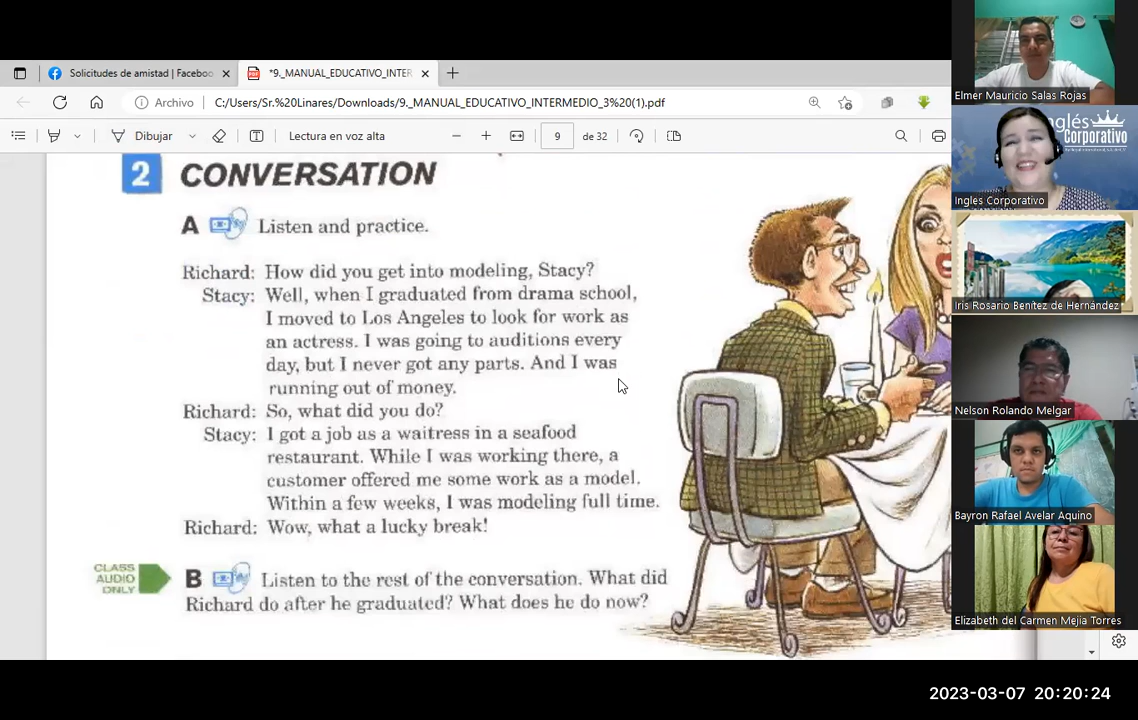 Solicitudes de amistad | Faceboo
*9._MANUAL_EDUCATIVO_INTER
Archivo
C:/Users/Sr.%20Linares/Downloads/9._MANUAL_EDUCATIVO_INTERMEDIO_3%20(1).pdf
Dibujar
Lectura en voz alta
9
de 32
2 CONVERSATION
A Listen and practice.
Richard: How did you get into modeling, Stacy?
Stacy: Well, when I graduated from drama school,
I moved to Los Angeles to look for work as
an actress. I was going to auditions every
day, but I never got any parts. And I was
running out of money.
Richard: So, what did you do?
Stacy: I got a job as a waitress in a seafood
restaurant. While I was working there, a
customer offered me some work as a model.
Within a few weeks, I was modeling full time.
Richard: Wow, what a lucky break!
CLASS
AUDIO
ONLY
B Listen to the rest of the conversation. What did
Richard do after he graduated? What does he do now?
Elmer Mauricio Salas Rojas
Inglés
Corporativo
Ingles Corporativo
Iris Rosario Benítez de Hernández
Nelson Rolando Melgar
Bayron Rafael Avelar Aquino
Elizabeth del Carmen Mejia Torres
2023-03-07 20:20:24